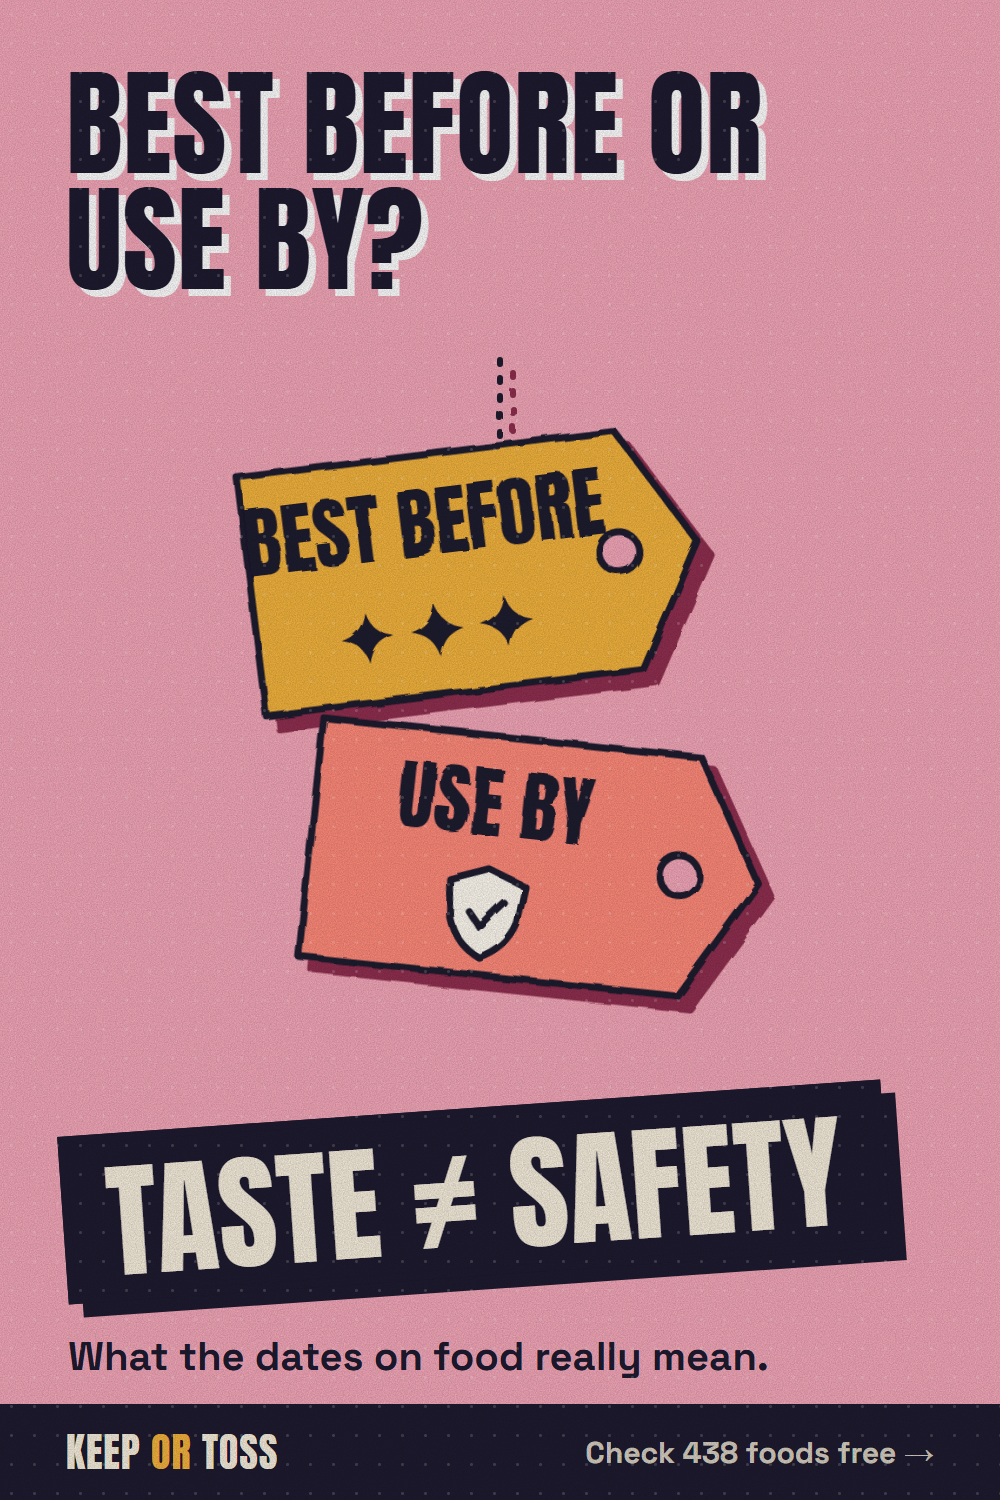 BEST BEFORE OR
USE BY?
BEST BEFORE
USE BY
TASTE ≠ SAFETY
What the dates on food really mean.
KEEP OR TOSS
Check 438 foods free →